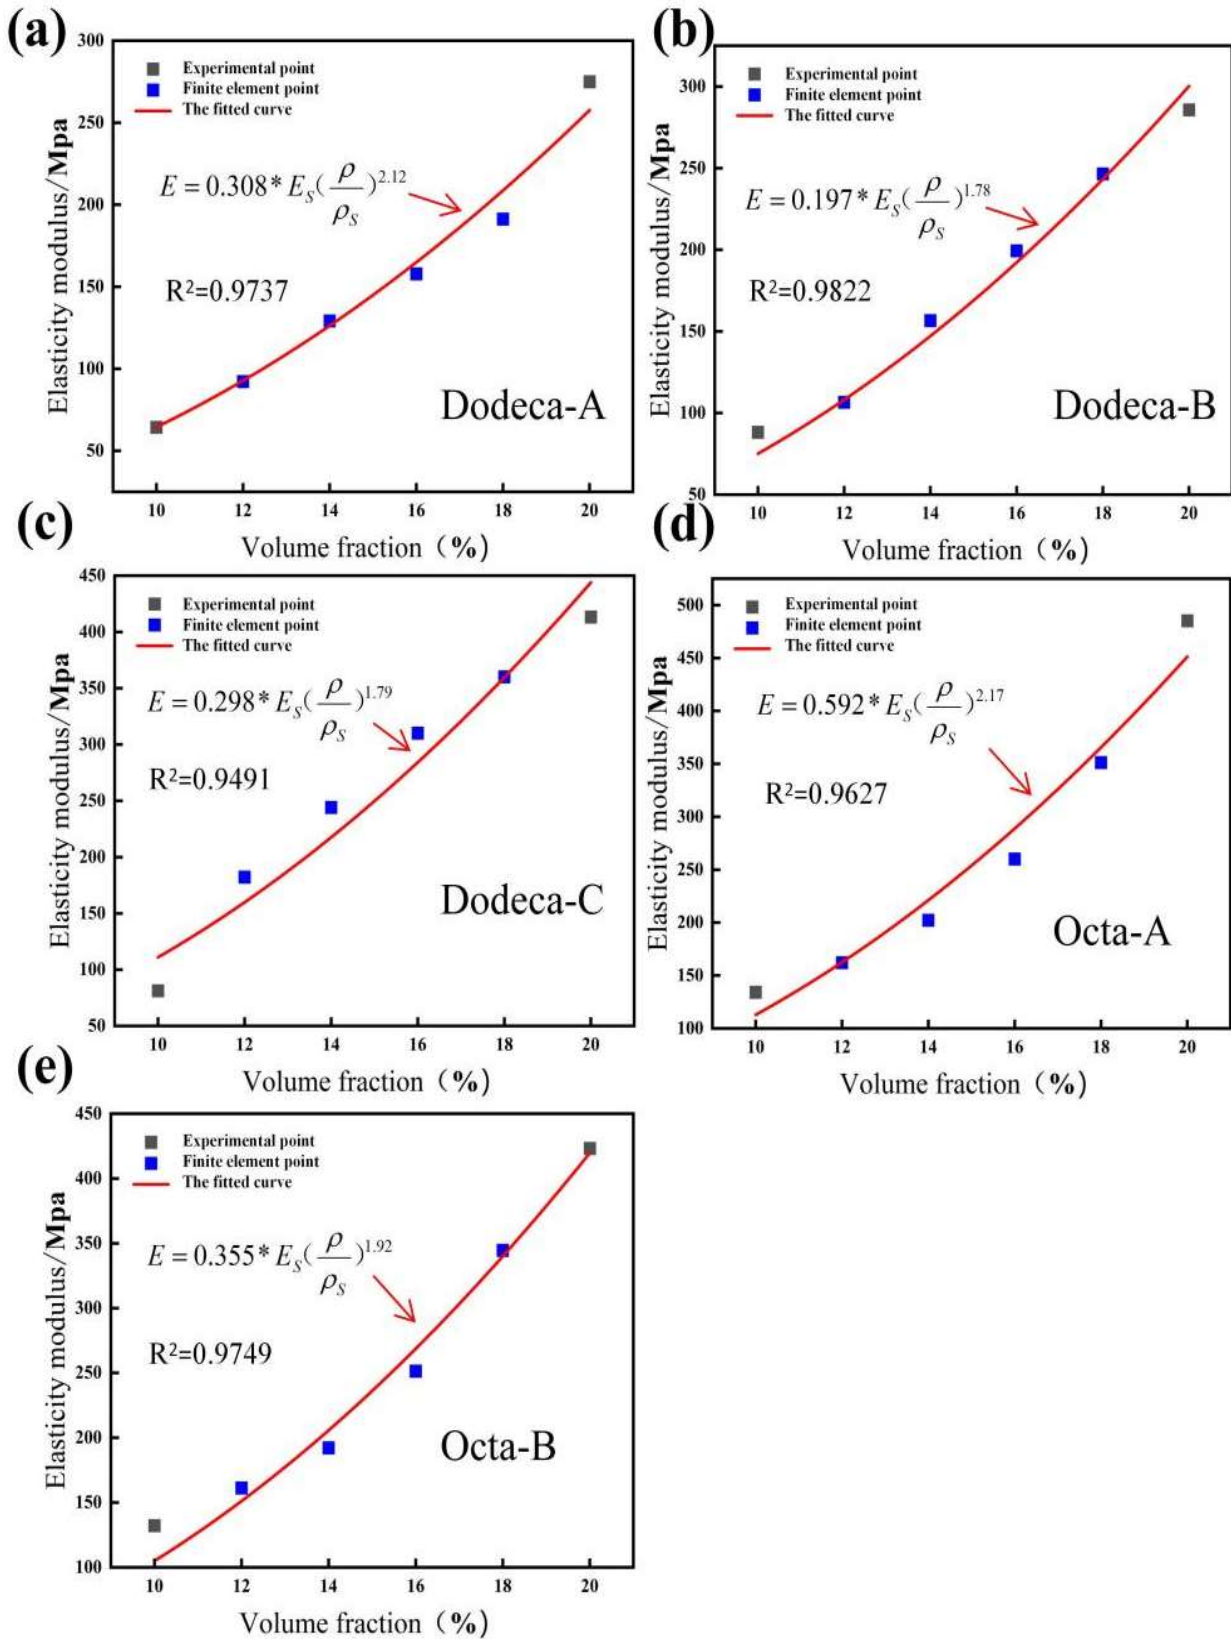 (a)
300
250
200
150
100
50
Elasticity modulus/Mpa
Experimental point
Finite element point
The fitted curve
E = 0.308* E_S(ρ/ρ_S)^2.12
R²=0.9737
Dodeca-A
10 12 14 16 18 20
Volume fraction（%）
(b)
300
250
200
150
100
50
Elasticity modulus/Mpa
Experimental point
Finite element point
The fitted curve
E = 0.197* E_S(ρ/ρ_S)^1.78
R²=0.9822
Dodeca-B
10 12 14 16 18 20
Volume fraction（%）
(c)
450
400
350
300
250
200
150
100
50
Elasticity modulus/Mpa
Experimental point
Finite element point
The fitted curve
E = 0.298* E_S(ρ/ρ_S)^1.79
R²=0.9491
Dodeca-C
10 12 14 16 18 20
Volume fraction（%）
(d)
500
450
400
350
300
250
200
150
100
Elasticity modulus/Mpa
Experimental point
Finite element point
The fitted curve
E = 0.592* E_S(ρ/ρ_S)^2.17
R²=0.9627
Octa-A
10 12 14 16 18 20
Volume fraction（%）
(e)
450
400
350
300
250
200
150
100
Elasticity modulus/Mpa
Experimental point
Finite element point
The fitted curve
E = 0.355* E_S(ρ/ρ_S)^1.92
R²=0.9749
Octa-B
10 12 14 16 18 20
Volume fraction（%）